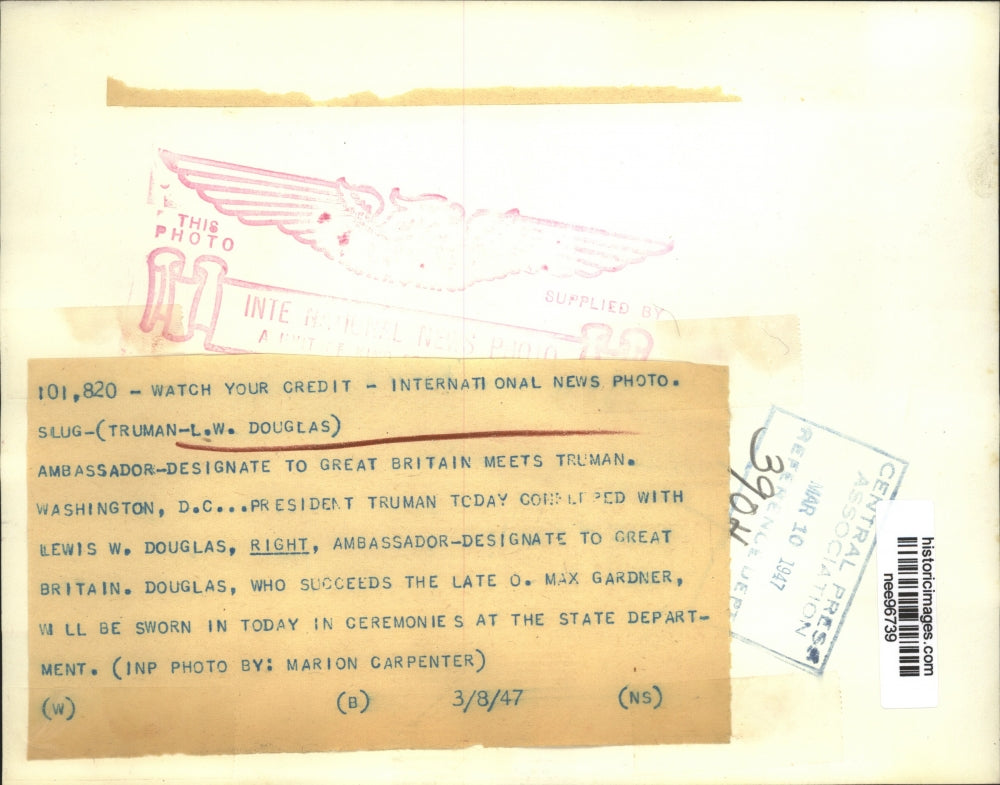 THIS
PHOTO
SUPPLIED BY
INTE NATIONAL NEWS PHOTO
101,820 - WATCH YOUR CREDIT - INTERNATIONAL NEWS PHOTO.
SLUG-(TRUMAN-L.W. DOUGLAS)
AMBASSADOR-DESIGNATE TO GREAT BRITAIN MEETS TRUMAN.
WASHINGTON, D.C...PRESIDENT TRUMAN TODAY CONFERRED WITH
LEWIS W. DOUGLAS, RIGHT, AMBASSADOR-DESIGNATE TO GREAT
BRITAIN. DOUGLAS, WHO SUCCEEDS THE LATE O. MAX GARDNER,
WILL BE SWORN IN TODAY IN CEREMONIES AT THE STATE DEPART-
MENT. (INP PHOTO BY: MARION CARPENTER)
(W) (B) 3/8/47 (NS)
390H
CENTRAL PRESS
ASSOCIATION
MAR 10 1947
REFERENCE DEPT
historicimages.com
nee96739